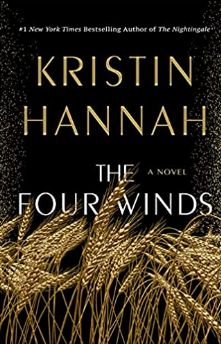 #1 New York Times Bestselling Author of The Nightingale
KRISTIN
HANNAH
THE
A NOVEL
FOUR WINDS